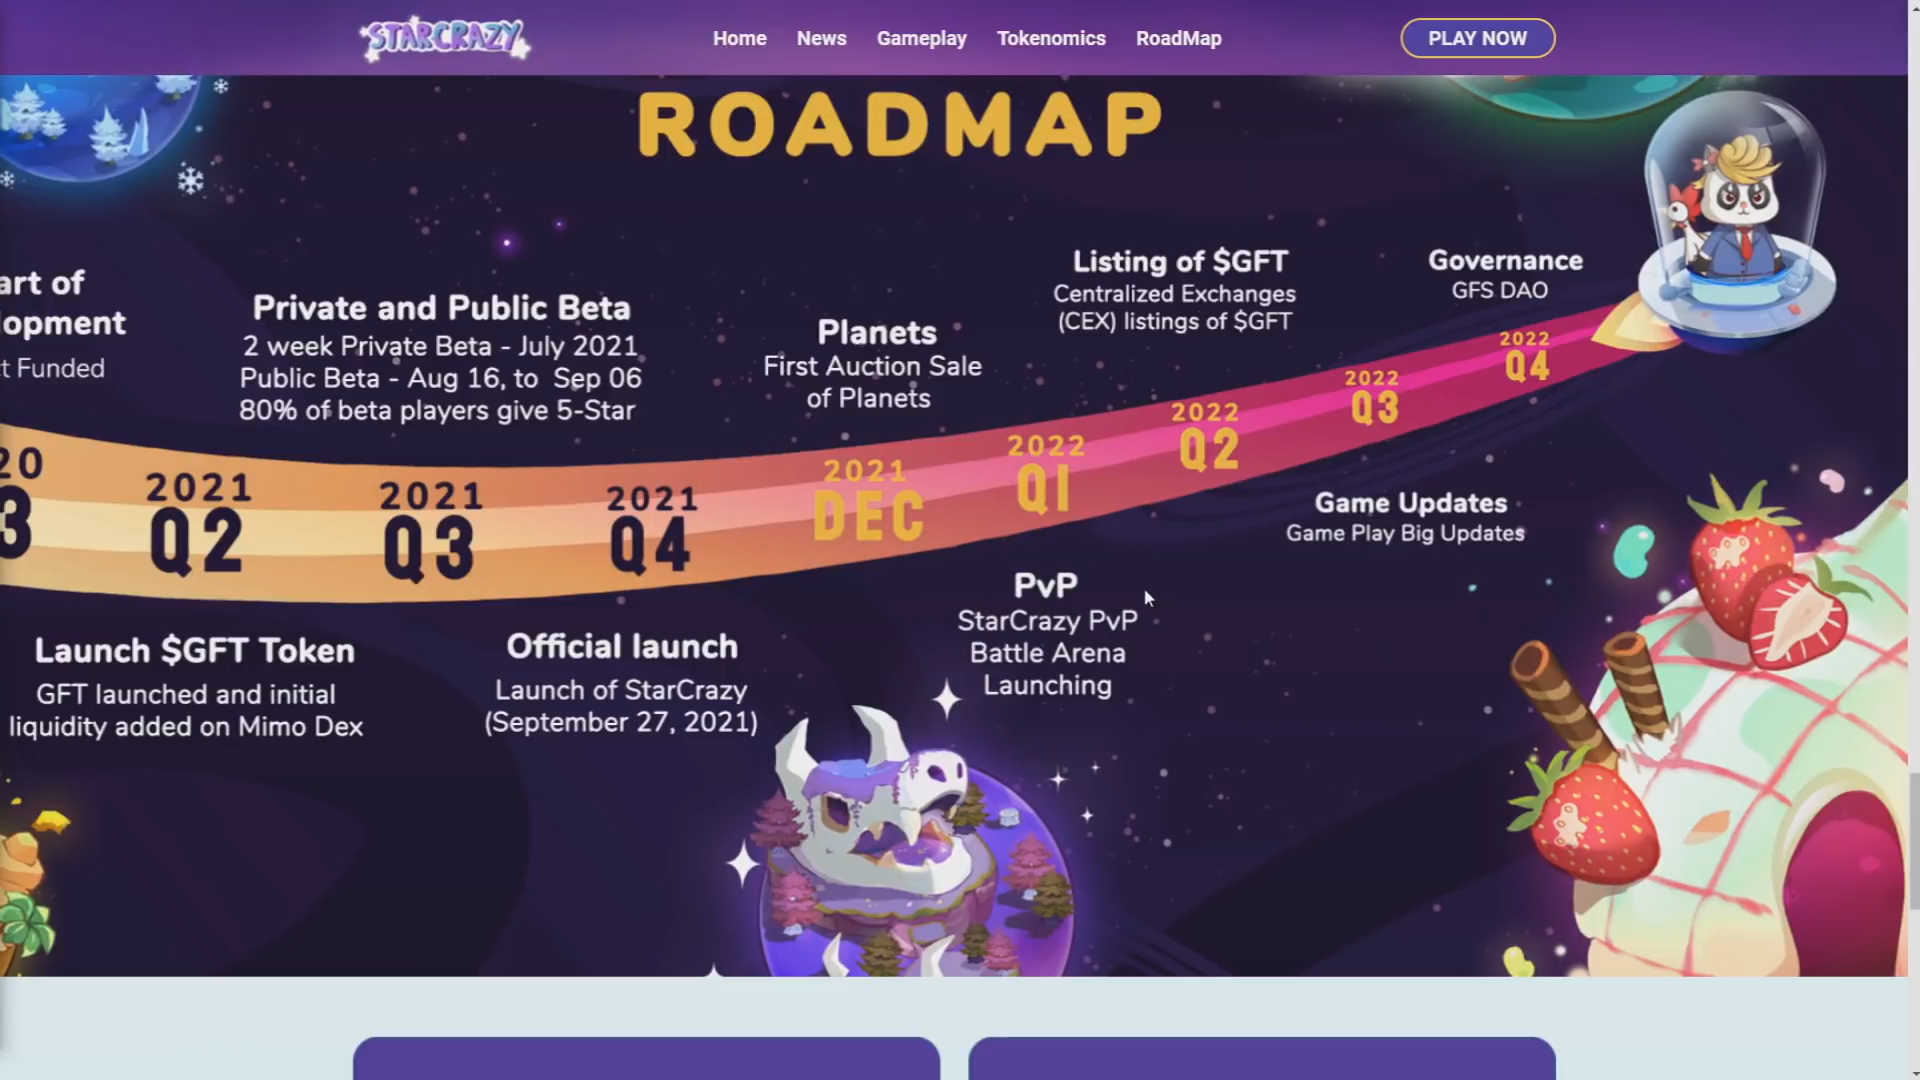 STARCRAZY
Home
News
Gameplay
Tokenomics
RoadMap
PLAY NOW
ROADMAP
art of
lopment
t Funded
20
3
2021
Q2
Launch $GFT Token
GFT launched and initial
liquidity added on Mimo Dex
Private and Public Beta
2 week Private Beta - July 2021
Public Beta - Aug 16, to Sep 06
80% of beta players give 5-Star
2021
Q3
2021
Q4
Official launch
Launch of StarCrazy
(September 27, 2021)
Planets
First Auction Sale
of Planets
2021
DEC
2022
Q1
PvP
StarCrazy PvP
Battle Arena
Launching
Listing of $GFT
Centralized Exchanges
(CEX) listings of $GFT
2022
Q2
2022
Q3
Game Updates
Game Play Big Updates
Governance
GFS DAO
2022
Q4